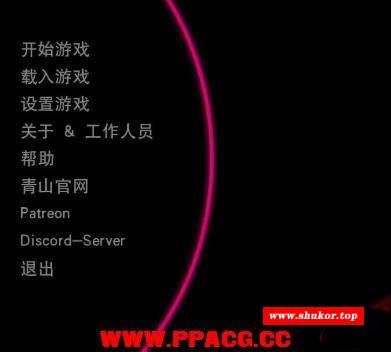 开始游戏
载入游戏
设置游戏
关于 & 工作人员
帮助
青山官网
Patreon
Discord-Server
退出
www.shukor.top
WWW.PPACG.CC